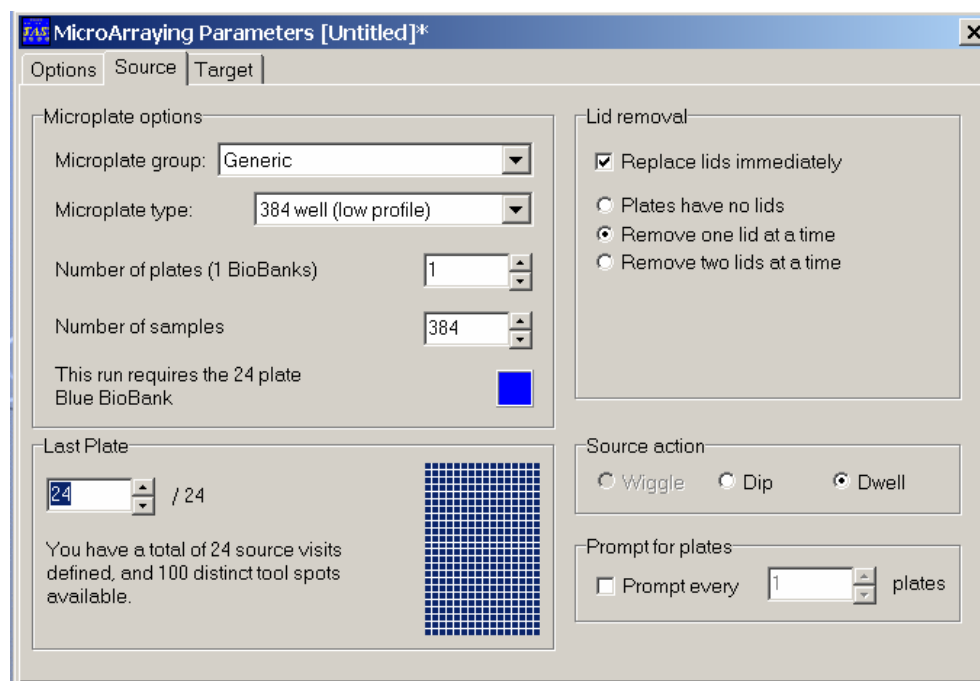 SAS MicroArraying Parameters [Untitled]*
Options Source Target
Microplate options
Microplate group: Generic
Microplate type: 384 well (low profile)
Number of plates (1 BioBanks) 1
Number of samples 384
This run requires the 24 plate
Blue BioBank
Lid removal
Replace lids immediately
Plates have no lids
Remove one lid at a time
Remove two lids at a time
Last Plate
24 / 24
You have a total of 24 source visits
defined, and 100 distinct tool spots
available.
Source action
Wiggle Dip Dwell
Prompt for plates
Prompt every 1 plates